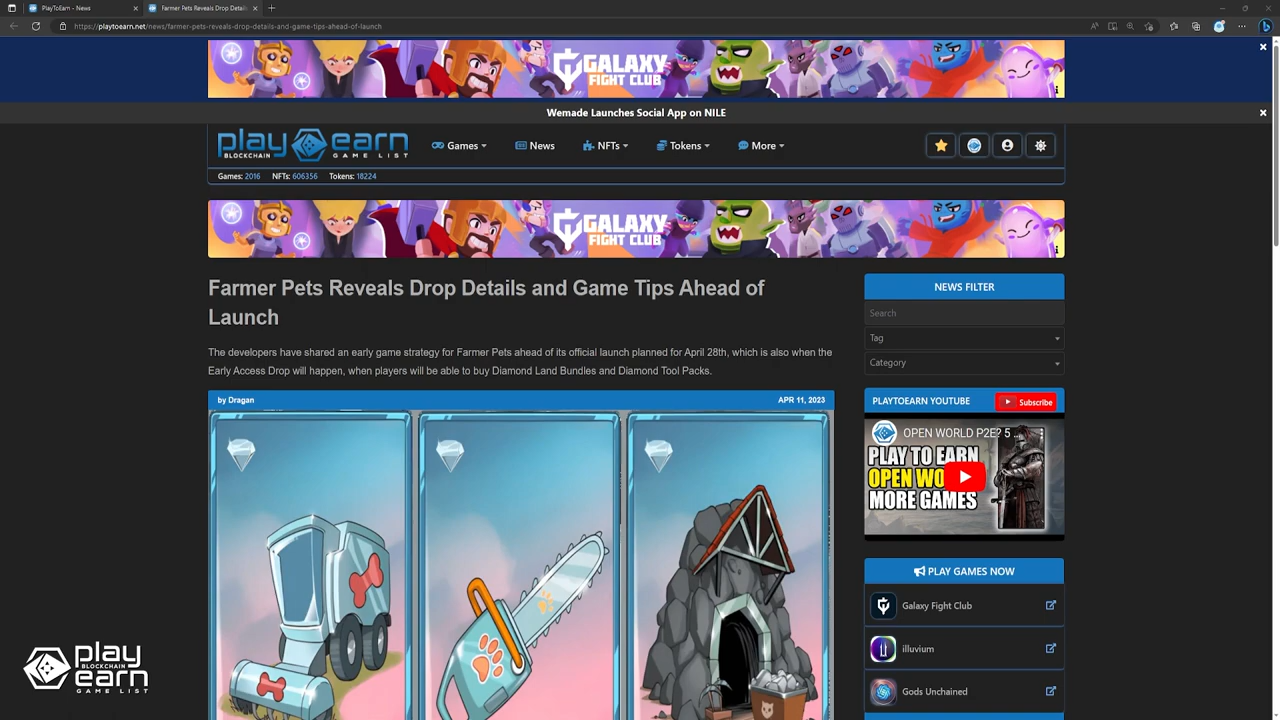 PlayToEarn - News
Farmer Pets Reveals Drop Details
https://playtoearn.net/news/farmer-pets-reveals-drop-details-and-game-tips-ahead-of-launch
GALAXY
FIGHT CLUB
Wemade Launches Social App on NILE
play earn
BLOCKCHAIN GAME LIST
Games
News
NFTs
Tokens
More
Games: 2016 NFTs: 606356 Tokens: 18224
GALAXY
FIGHT CLUB
Farmer Pets Reveals Drop Details and Game Tips Ahead of
Launch
The developers have shared an early game strategy for Farmer Pets ahead of its official launch planned for April 28th, which is also when the
Early Access Drop will happen, when players will be able to buy Diamond Land Bundles and Diamond Tool Packs.
by Dragan APR 11, 2023
NEWS FILTER
Search
Tag
Category
PLAYTOEARN YOUTUBE Subscribe
OPEN WORLD P2E? 5 ...
PLAY TO EARN
OPEN WO
MORE GAMES
PLAY GAMES NOW
Galaxy Fight Club
illuvium
Gods Unchained
play
BLOCKCHAIN
earn
GAME LIST